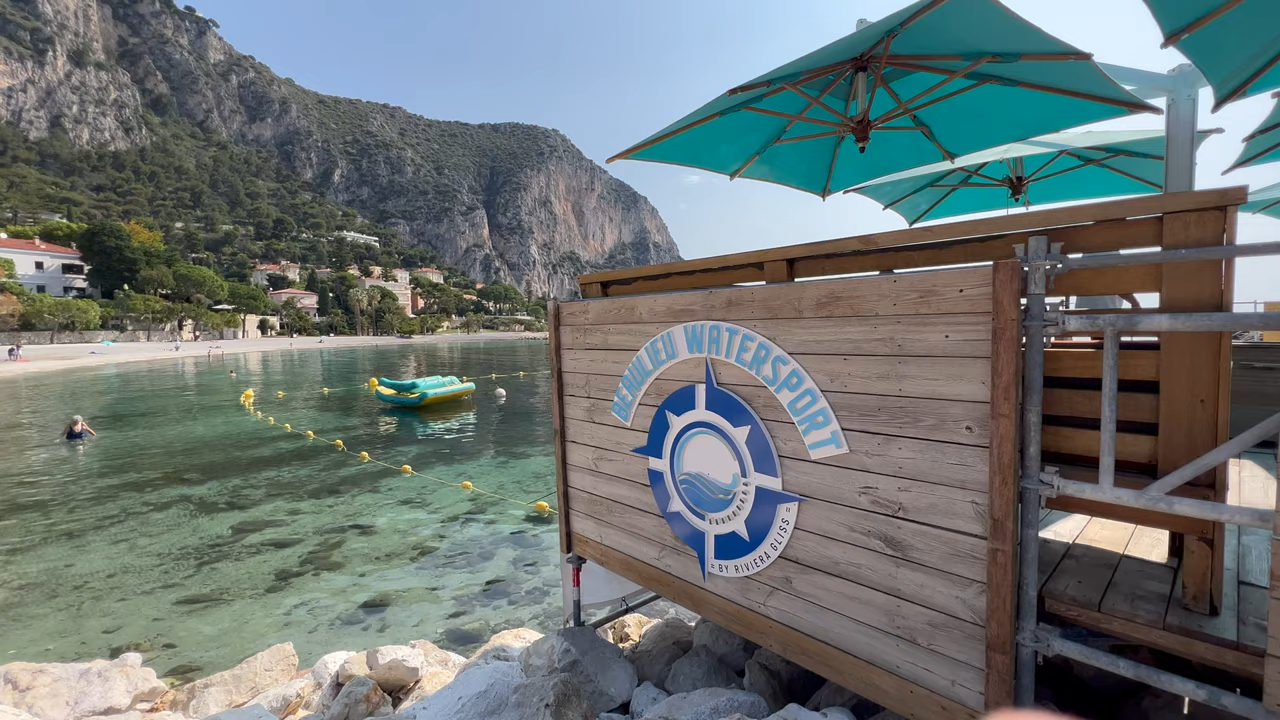 BEAULIEU WATERSPORT
= BY RIVIERA GLISS =